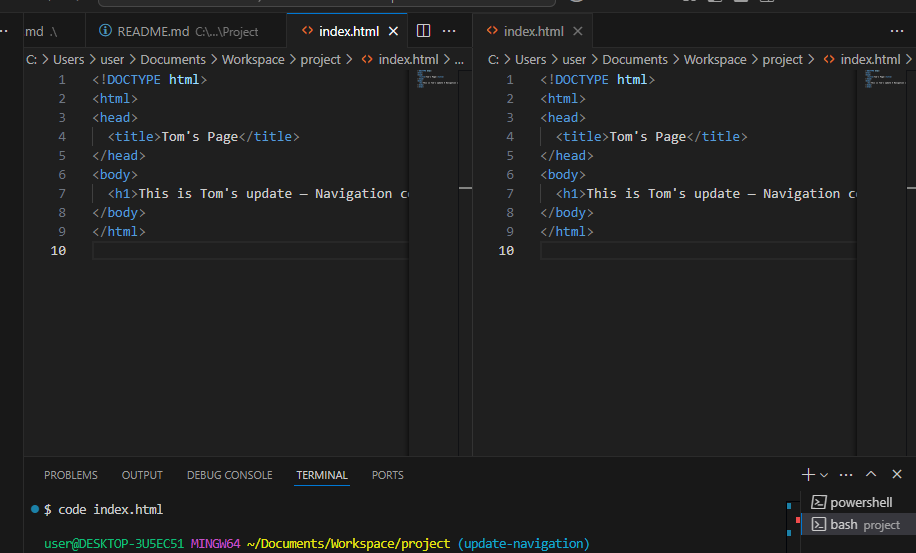 md .\ README.md C:\...\Project index.html
index.html
C: > Users > user > Documents > Workspace > project > index.html > ...
1 <!DOCTYPE html>
2 <html>
3 <head>
4 <title>Tom's Page</title>
5 </head>
6 <body>
7 <h1>This is Tom's update — Navigation co
8 </body>
9 </html>
10
C: > Users > user > Documents > Workspace > project > index.html >
1 <!DOCTYPE html>
2 <html>
3 <head>
4 <title>Tom's Page</title>
5 </head>
6 <body>
7 <h1>This is Tom's update — Navigation co
8 </body>
9 </html>
10
PROBLEMS OUTPUT DEBUG CONSOLE TERMINAL PORTS
$ code index.html
user@DESKTOP-3U5EC51 MINGW64 ~/Documents/Workspace/project (update-navigation)
powershell
bash project